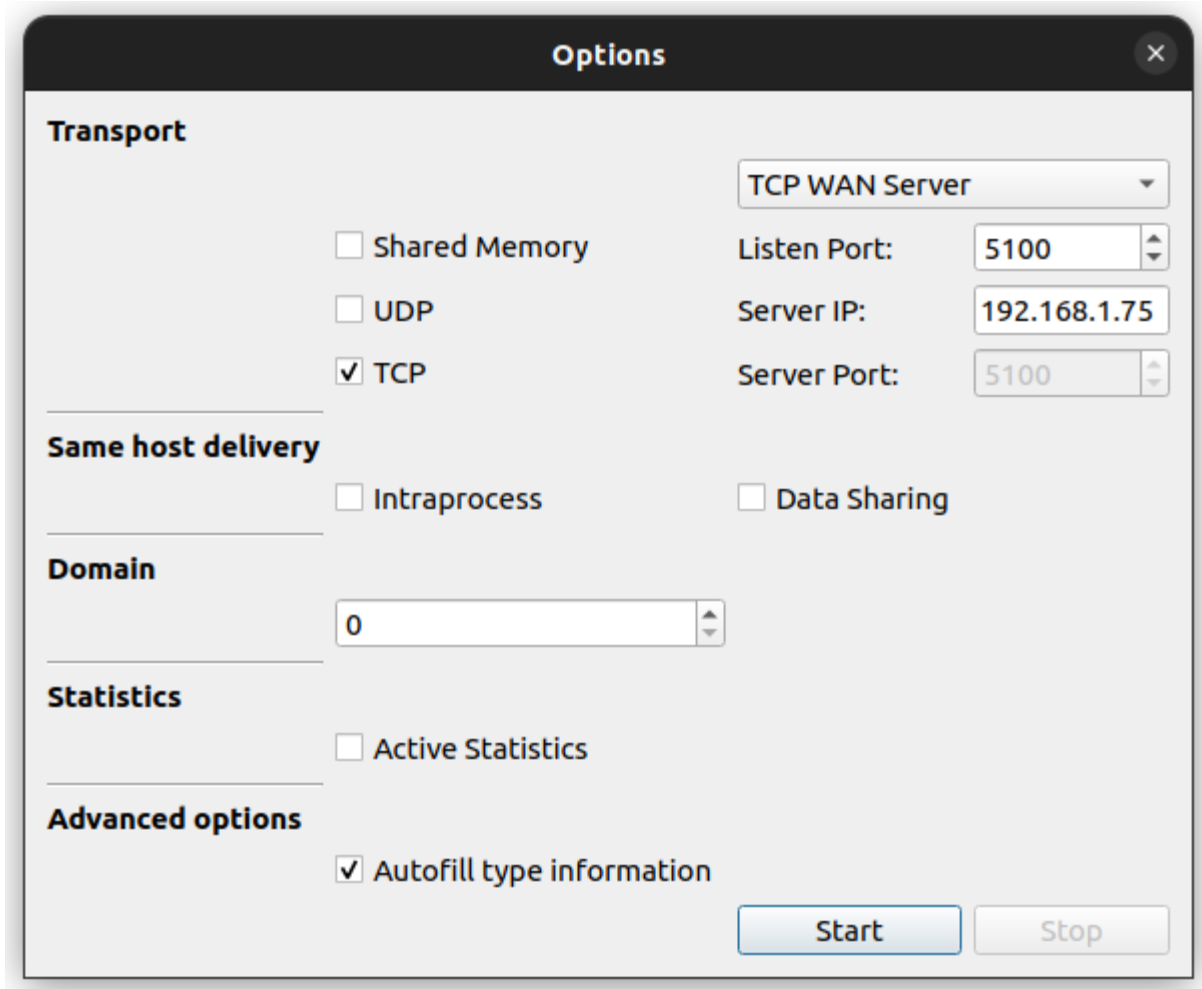 Options
Transport
TCP WAN Server
Shared Memory
Listen Port:
5100
UDP
Server IP:
192.168.1.75
TCP
Server Port:
5100
Same host delivery
Intraprocess
Data Sharing
Domain
0
Statistics
Active Statistics
Advanced options
Autofill type information
Start
Stop